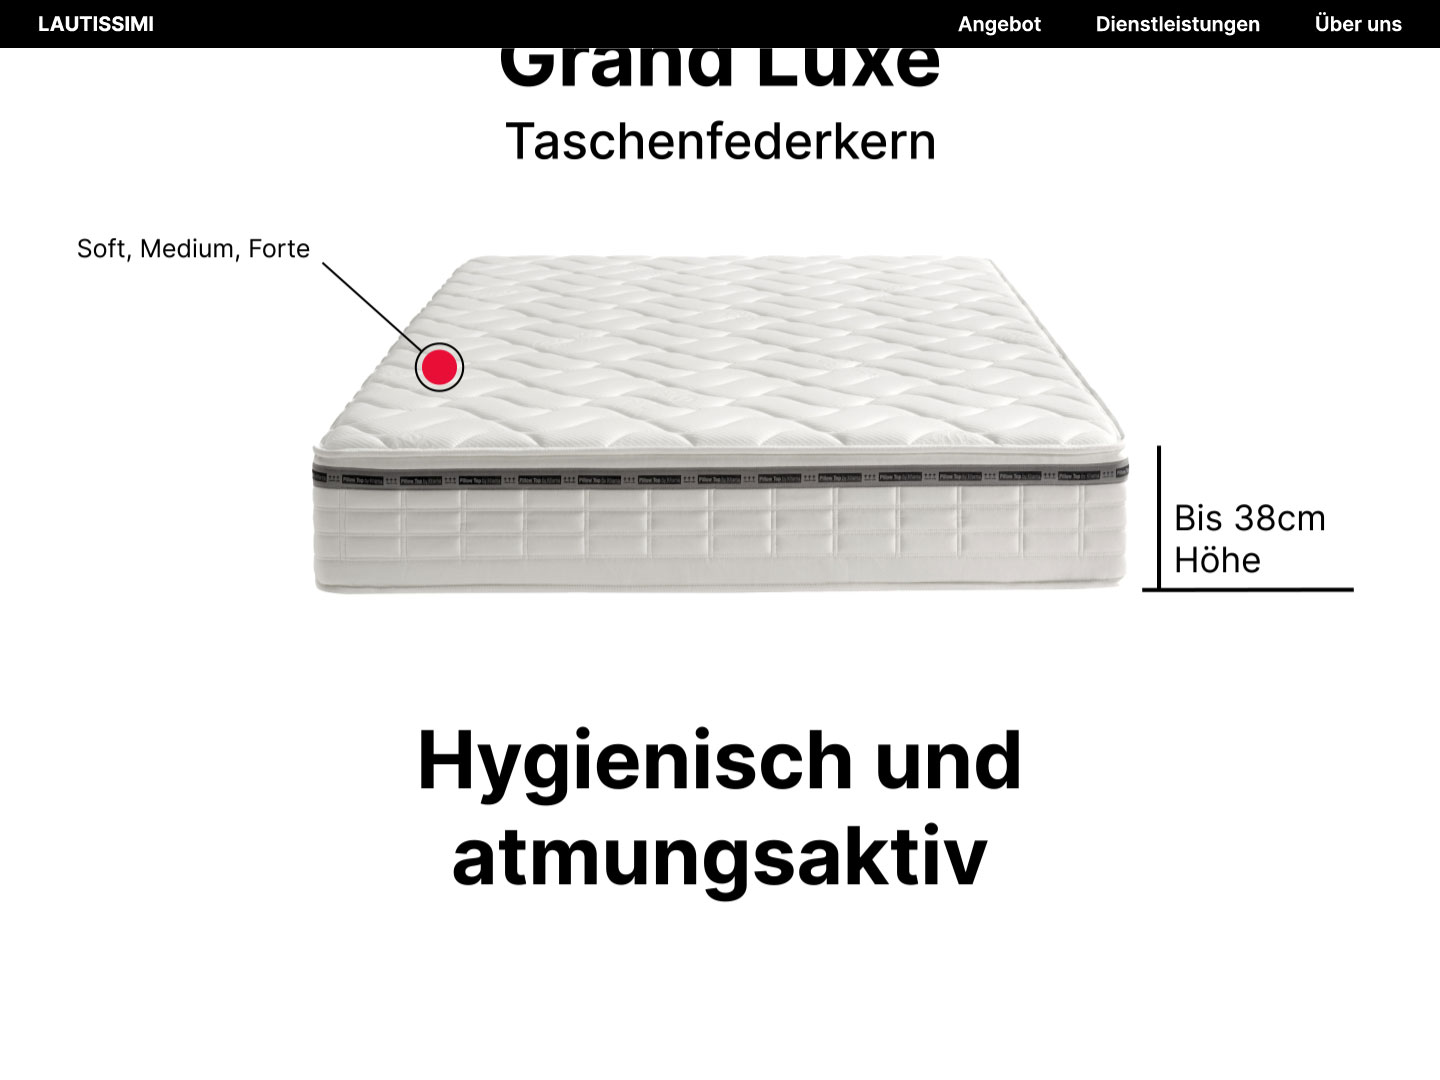 LAUTISSIMI
Angebot
Dienstleistungen
Über uns
Grand Luxe
Taschenfederkern
Soft, Medium, Forte
Bis 38cm
Höhe
Hygienisch und
atmungsaktiv